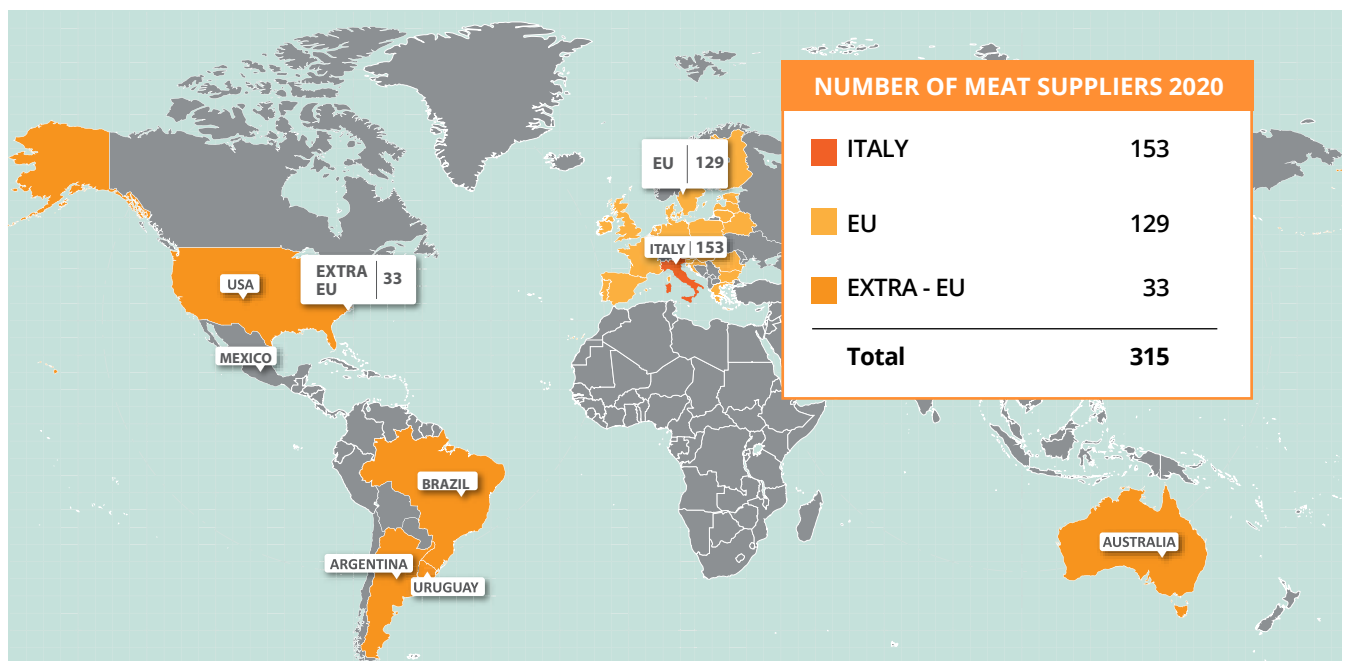 NUMBER OF MEAT SUPPLIERS 2020
ITALY 153
EU 129
EXTRA - EU 33
Total 315
EU 129
ITALY 153
EXTRA
EU 33
USA
MEXICO
BRAZIL
ARGENTINA
URUGUAY
AUSTRALIA